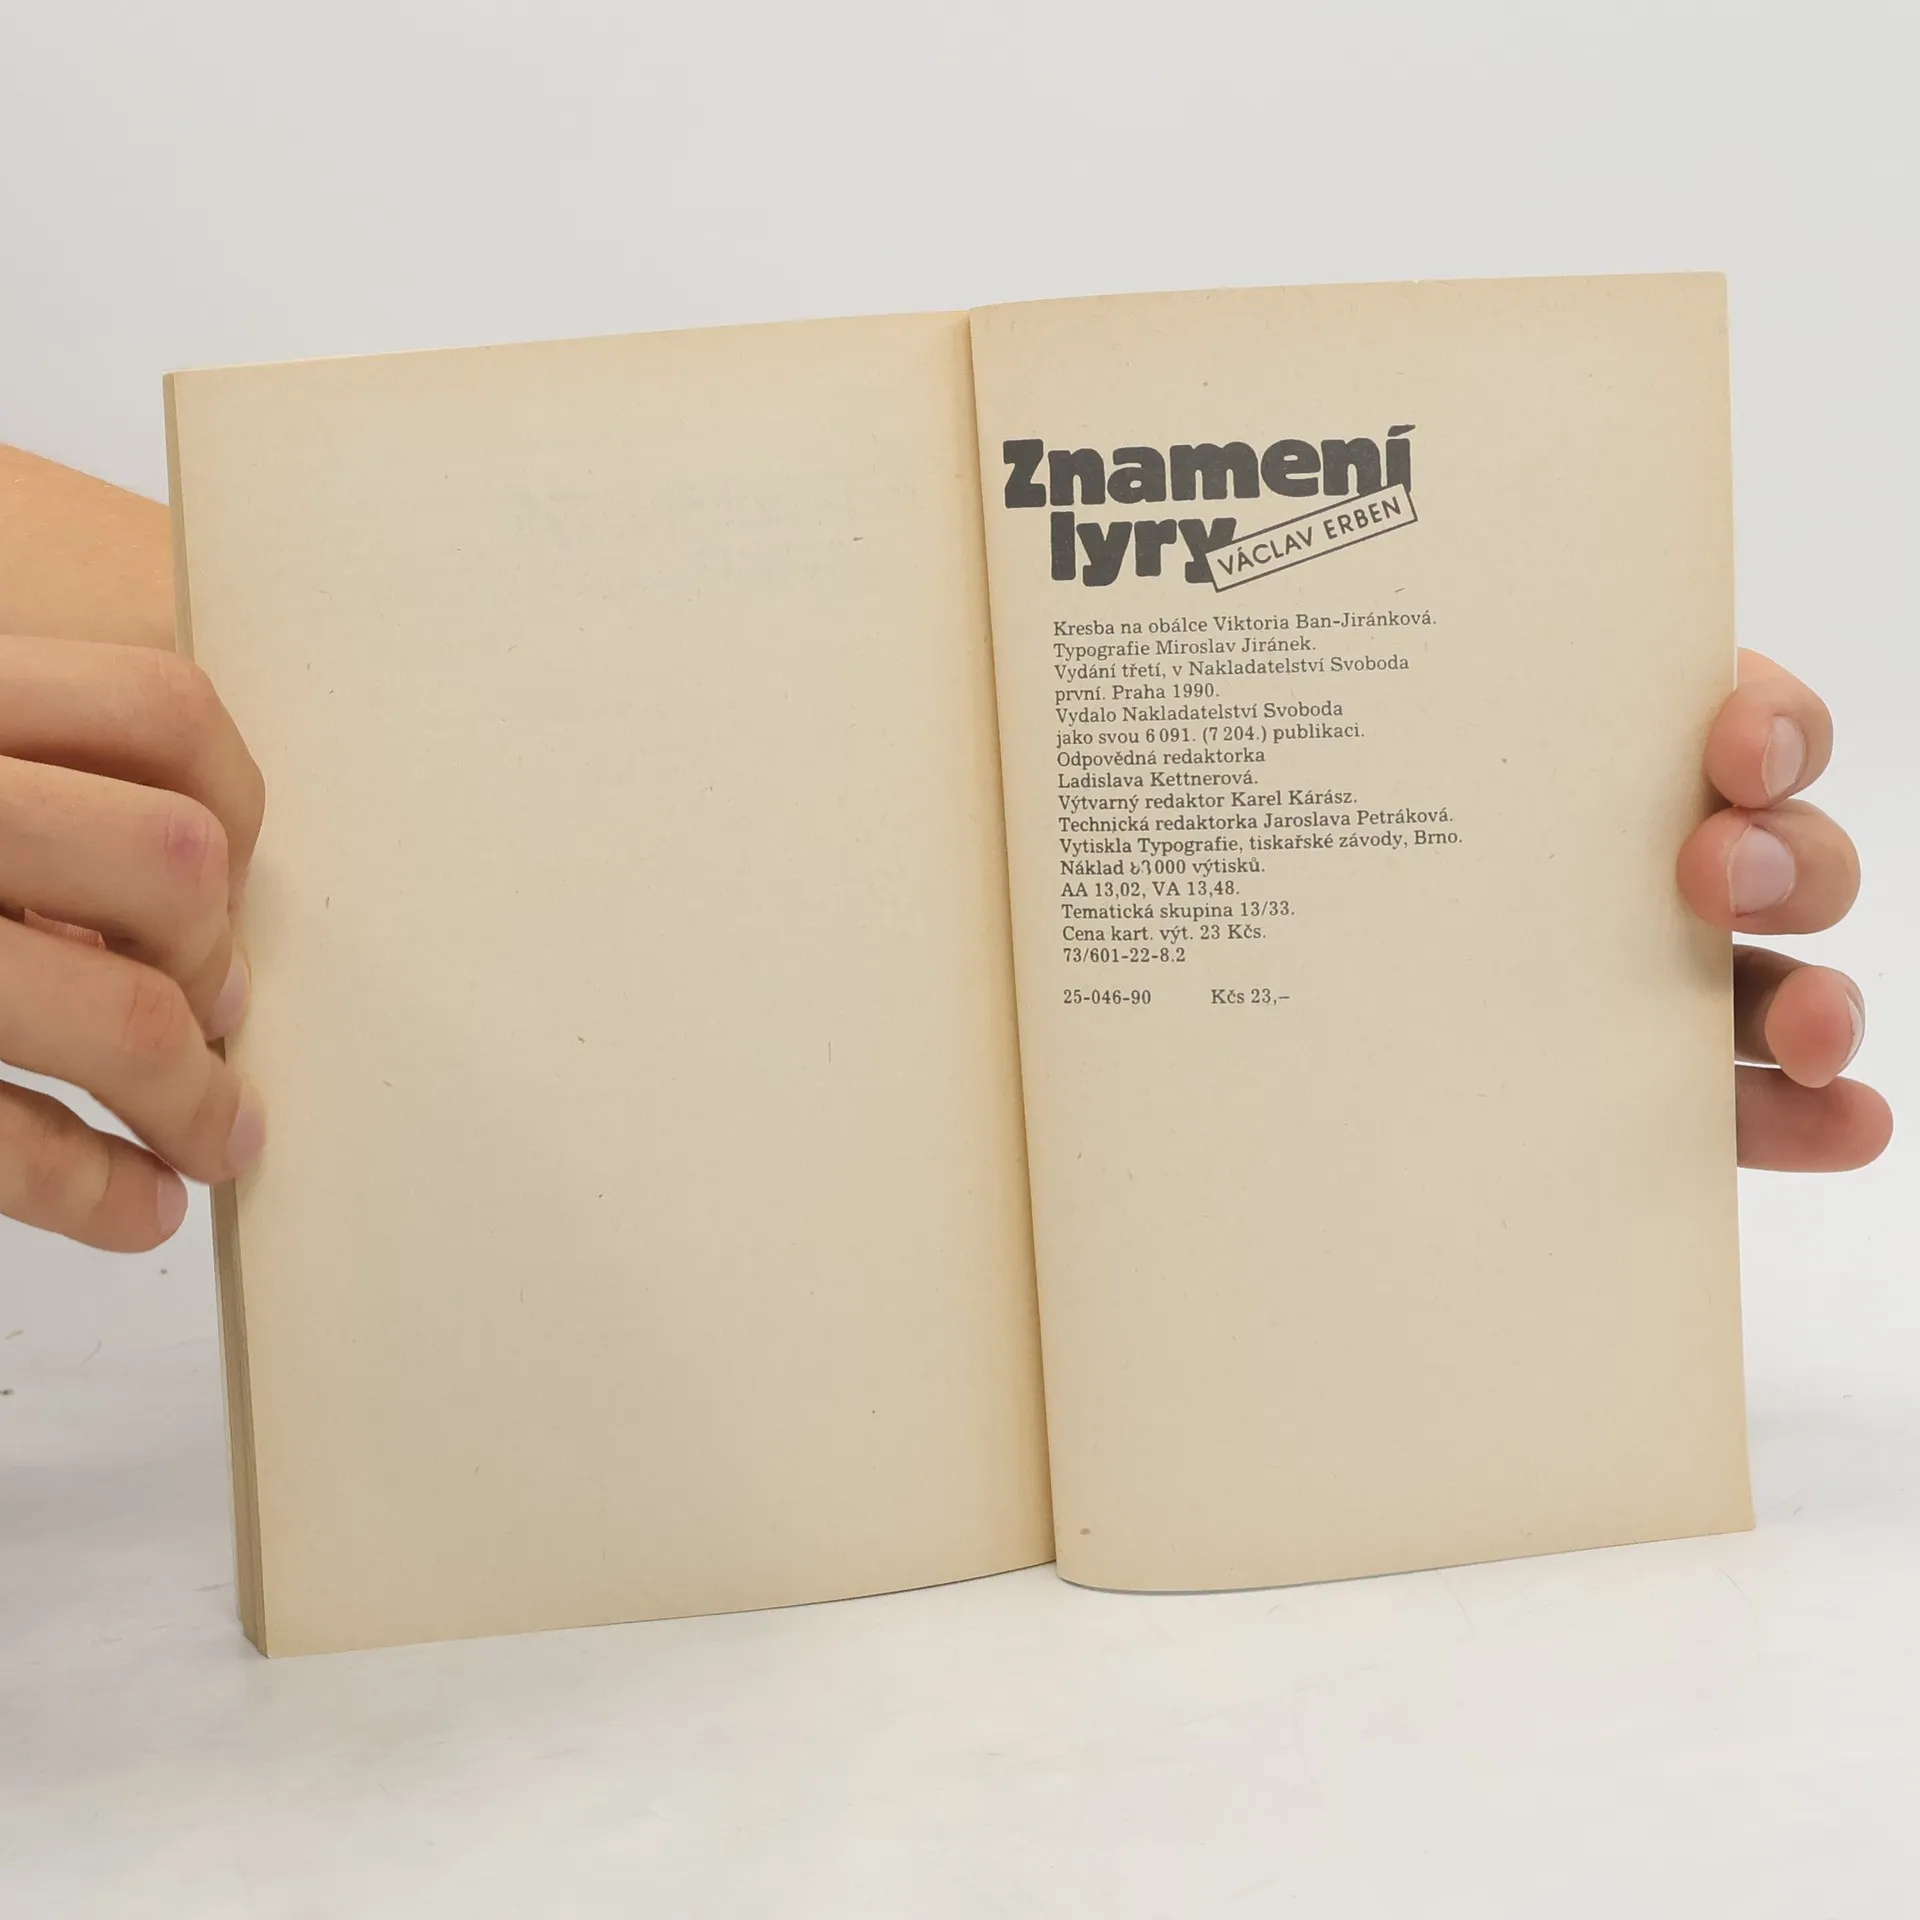 Znamení
lyry
VÁCLAV ERBEN
Kresba na obálce Viktoria Ban-Jiránková.
Typografie Miroslav Jiránek.
Vydání třetí, v Nakladatelství Svoboda
první. Praha 1990.
Vydalo Nakladatelství Svoboda
jako svou 6 091. (7 204.) publikaci.
Odpovědná redaktorka
Ladislava Kettnerová.
Výtvarný redaktor Karel Kárász.
Technická redaktorka Jaroslava Petráková.
Vytiskla Typografie, tiskařské závody, Brno.
Náklad 000 výtisků.
AA 13,02, VA 13,48.
Tematická skupina 13/33.
Cena kart. výt. 23 Kčs.
73/601-22-8.2
25-046-90 Kčs 23,–